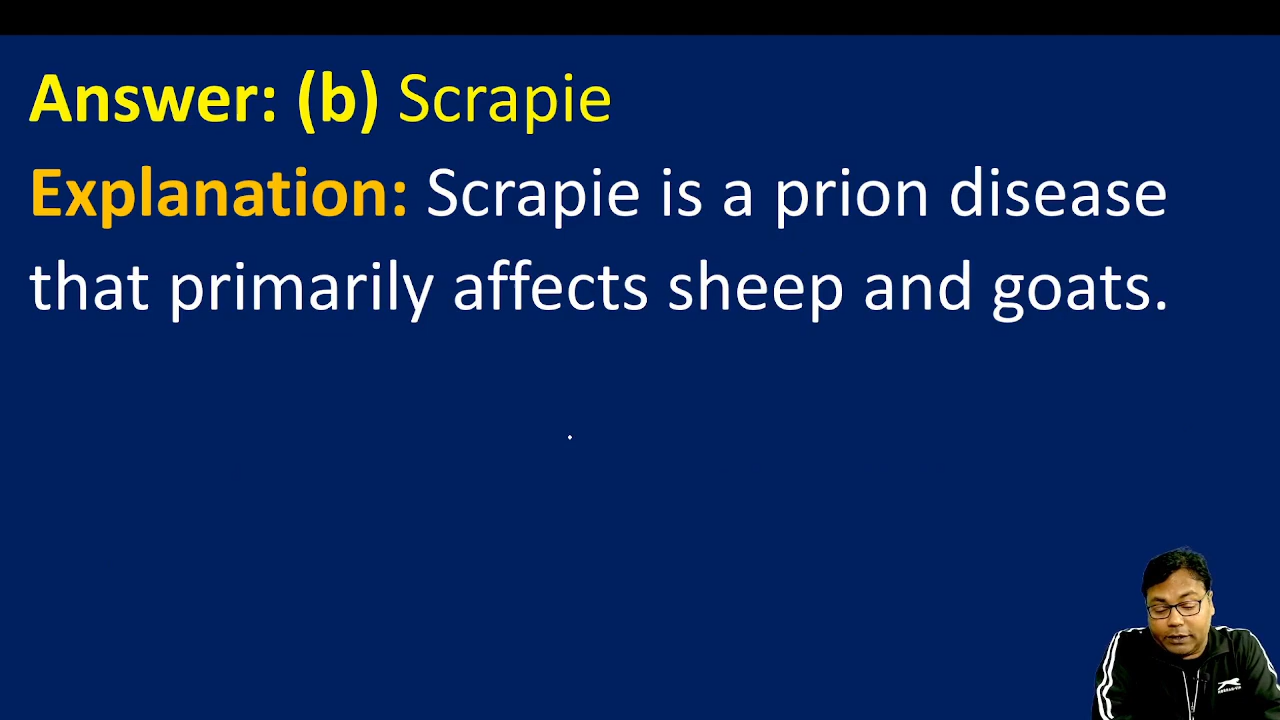 Answer: (b) Scrapie
Explanation: Scrapie is a prion disease
that primarily affects sheep and goats.